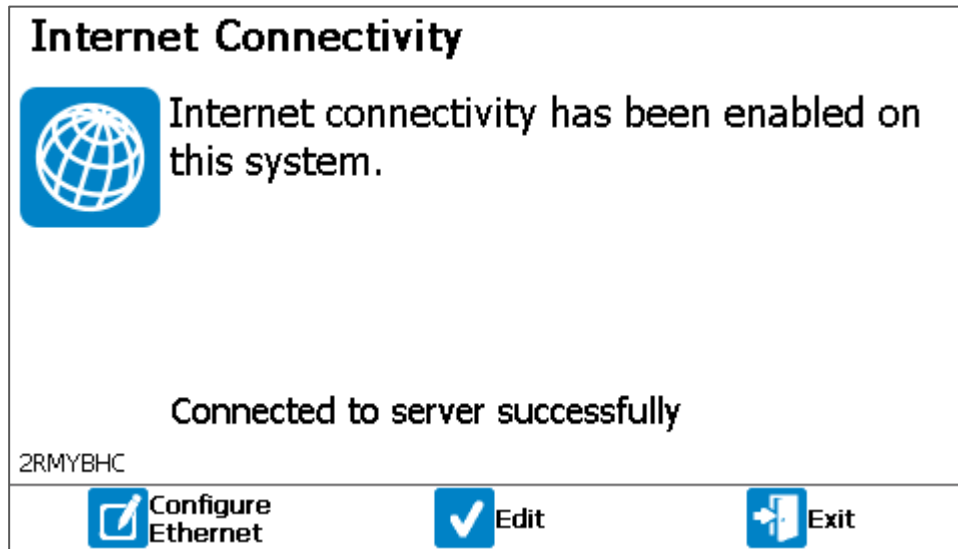 Internet Connectivity
Internet connectivity has been enabled on
this system.
Connected to server successfully
2RMYBHC
Configure
Ethernet
Edit
Exit